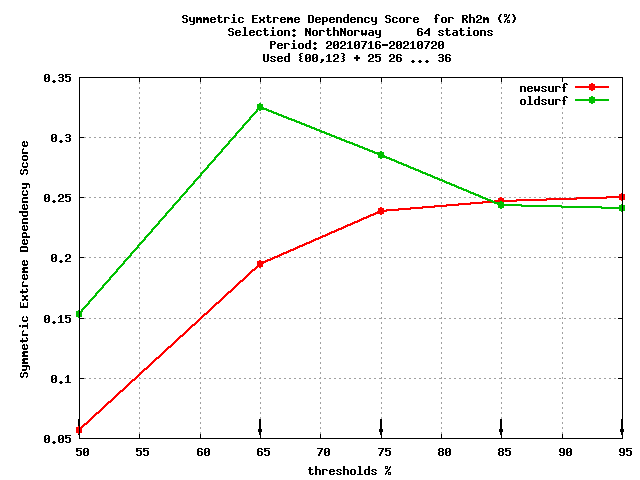 Symmetric Extreme Dependency Score  for Rh2m (%)
Selection: NorthNorway     64 stations
Period: 20210716-20210720
Used {00,12} + 25 26 ... 36
0.35
0.3
0.25
0.2
0.15
0.1
0.05
Symmetric Extreme Dependency Score
newsurf
oldsurf
50 55 60 65 70 75 80 85 90 95
thresholds %